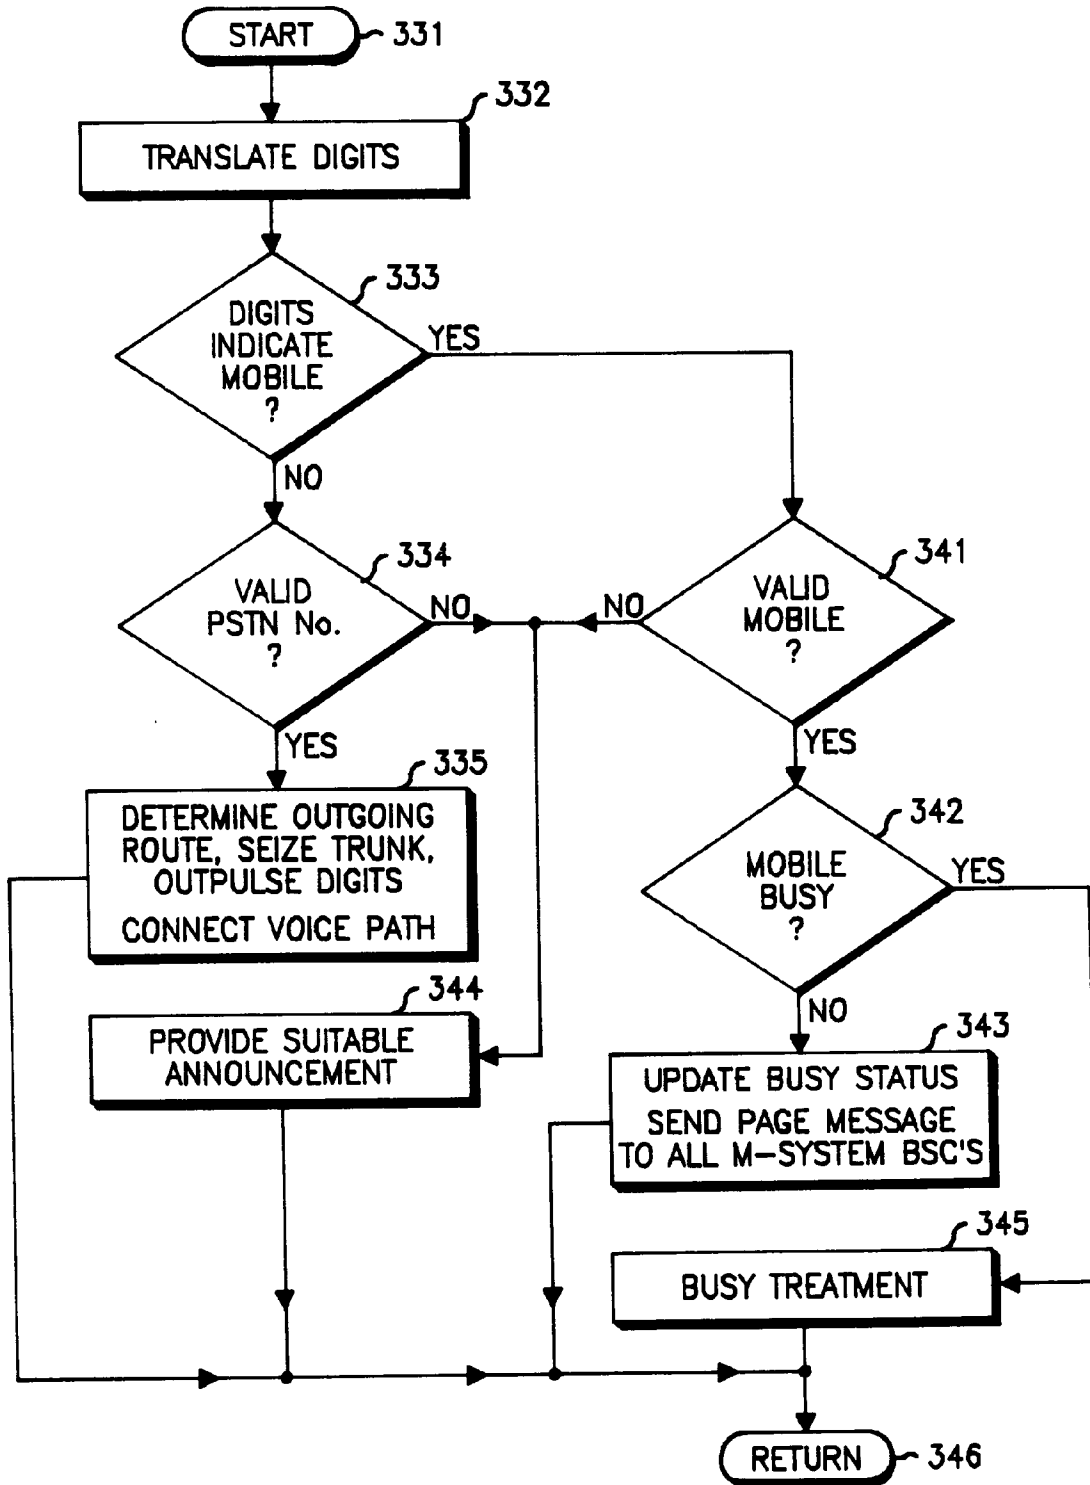 START
331
332
TRANSLATE DIGITS
333
DIGITS
INDICATE
MOBILE
?
YES
NO
334
VALID
PSTN No.
?
NO
NO
341
VALID
MOBILE
?
YES
YES
335
DETERMINE OUTGOING
ROUTE, SEIZE TRUNK,
OUTPULSE DIGITS
CONNECT VOICE PATH
342
MOBILE
BUSY
?
YES
NO
344
PROVIDE SUITABLE
ANNOUNCEMENT
343
UPDATE BUSY STATUS
SEND PAGE MESSAGE
TO ALL M-SYSTEM BSC'S
345
BUSY TREATMENT
RETURN
346